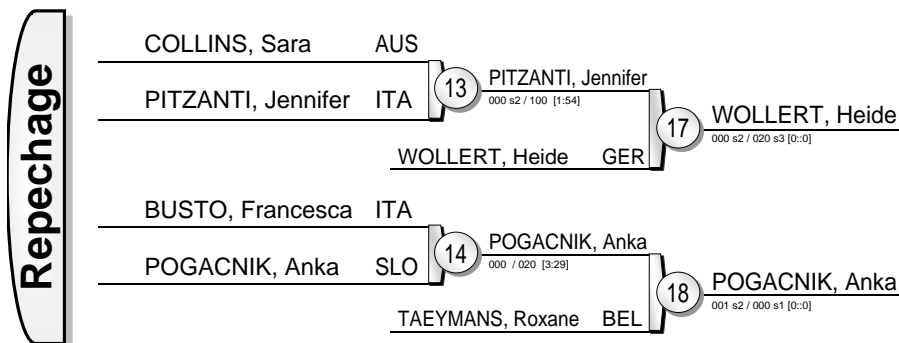 Repechage
COLLINS, Sara AUS
PITZANTI, Jennifer ITA
13
PITZANTI, Jennifer
000 s2 / 100 [1:54]
WOLLERT, Heide GER
17
WOLLERT, Heide
000 s2 / 020 s3 [0::0]
BUSTO, Francesca ITA
POGACNIK, Anka SLO
14
POGACNIK, Anka
000 / 020 [3:29]
TAEYMANS, Roxane BEL
18
POGACNIK, Anka
001 s2 / 000 s1 [0::0]